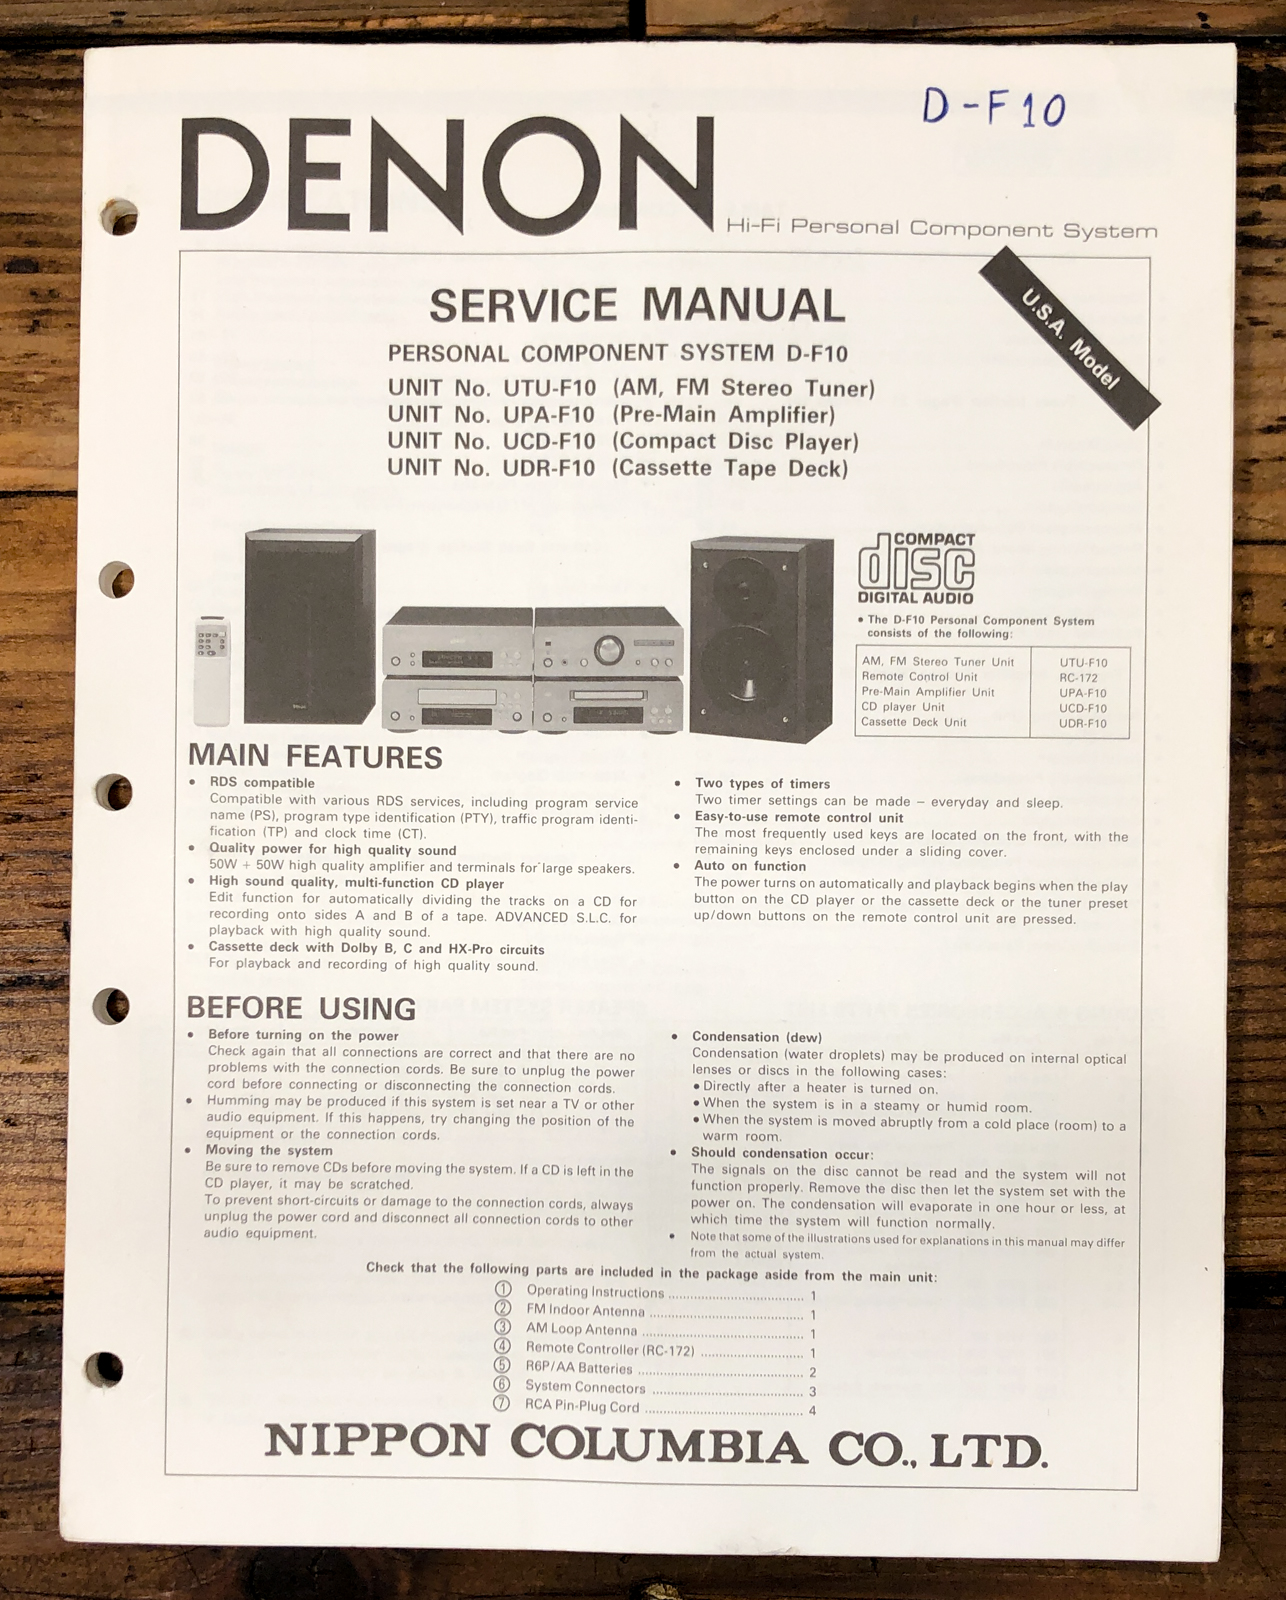 D-F10
DENON
Hi-Fi Personal Component System
U.S.A. Model
SERVICE MANUAL
PERSONAL COMPONENT SYSTEM D-F10
UNIT No. UTU-F10 (AM, FM Stereo Tuner)
UNIT No. UPA-F10 (Pre-Main Amplifier)
UNIT No. UCD-F10 (Compact Disc Player)
UNIT No. UDR-F10 (Cassette Tape Deck)
COMPACT
disc
DIGITAL AUDIO
• The D-F10 Personal Component System
consists of the following:
AM, FM Stereo Tuner Unit UTU-F10
Remote Control Unit RC-172
Pre-Main Amplifier Unit UPA-F10
CD player Unit UCD-F10
Cassette Deck Unit UDR-F10
MAIN FEATURES
• RDS compatible
Compatible with various RDS services, including program service
name (PS), program type identification (PTY), traffic program identi-
fication (TP) and clock time (CT).
• Quality power for high quality sound
50W + 50W high quality amplifier and terminals for large speakers.
• High sound quality, multi-function CD player
Edit function for automatically dividing the tracks on a CD for
recording onto sides A and B of a tape. ADVANCED S.L.C. for
playback with high quality sound.
• Cassette deck with Dolby B, C and HX-Pro circuits
For playback and recording of high quality sound.
• Two types of timers
Two timer settings can be made – everyday and sleep.
• Easy-to-use remote control unit
The most frequently used keys are located on the front, with the
remaining keys enclosed under a sliding cover.
• Auto on function
The power turns on automatically and playback begins when the play
button on the CD player or the cassette deck or the tuner preset
up/down buttons on the remote control unit are pressed.
BEFORE USING
• Before turning on the power
Check again that all connections are correct and that there are no
problems with the connection cords. Be sure to unplug the power
cord before connecting or disconnecting the connection cords.
• Humming may be produced if this system is set near a TV or other
audio equipment. If this happens, try changing the position of the
equipment or the connection cords.
• Moving the system
Be sure to remove CDs before moving the system. If a CD is left in the
CD player, it may be scratched.
To prevent short-circuits or damage to the connection cords, always
unplug the power cord and disconnect all connection cords to other
audio equipment.
• Condensation (dew)
Condensation (water droplets) may be produced on internal optical
lenses or discs in the following cases:
• Directly after a heater is turned on.
• When the system is in a steamy or humid room.
• When the system is moved abruptly from a cold place (room) to a
warm room.
• Should condensation occur:
The signals on the disc cannot be read and the system will not
function properly. Remove the disc then let the system set with the
power on. The condensation will evaporate in one hour or less, at
which time the system will function normally.
• Note that some of the illustrations used for explanations in this manual may differ
from the actual system.
Check that the following parts are included in the package aside from the main unit:
① Operating Instructions .................................. 1
② FM Indoor Antenna ...................................... 1
③ AM Loop Antenna ........................................ 1
④ Remote Controller (RC-172) ......................... 1
⑤ R6P/AA Batteries ......................................... 2
⑥ System Connectors ..................................... 3
⑦ RCA Pin-Plug Cord ....................................... 4
NIPPON COLUMBIA CO., LTD.